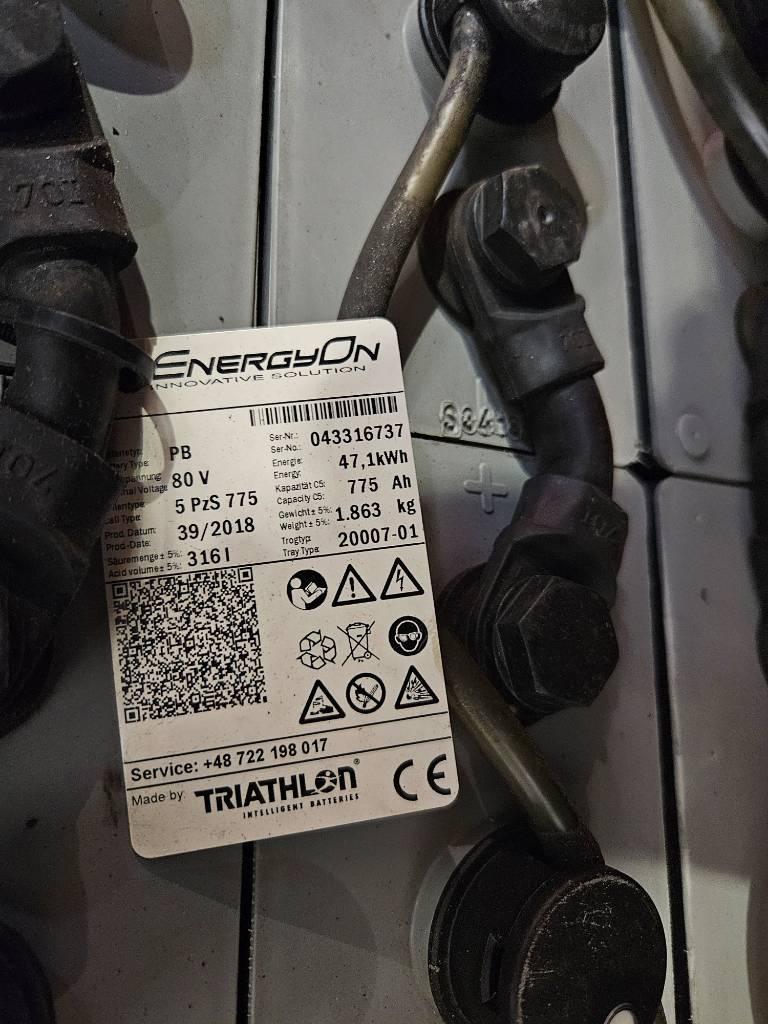 ENERGYON
INNOVATIVE SOLUTION
PB
80 V
5 PzS 775
Prod. Datum: 39/2018
Prod.-Date:
Säuremenge ± 5%: 316 l
Acid volume ± 5%:
Ser-Nr.: 043316737
Ser-No.:
Energie: 47,1kWh
Energy:
Kapazität C5: 775 Ah
Capacity C5:
Gewicht ± 5%: 1.863 kg
Weight ± 5%:
Trogtyp: 20007-01
Tray Type:
Service: +48 722 198 017
Made by: TRIATHLON®
INTELLIGENT BATTERIES
CE
+